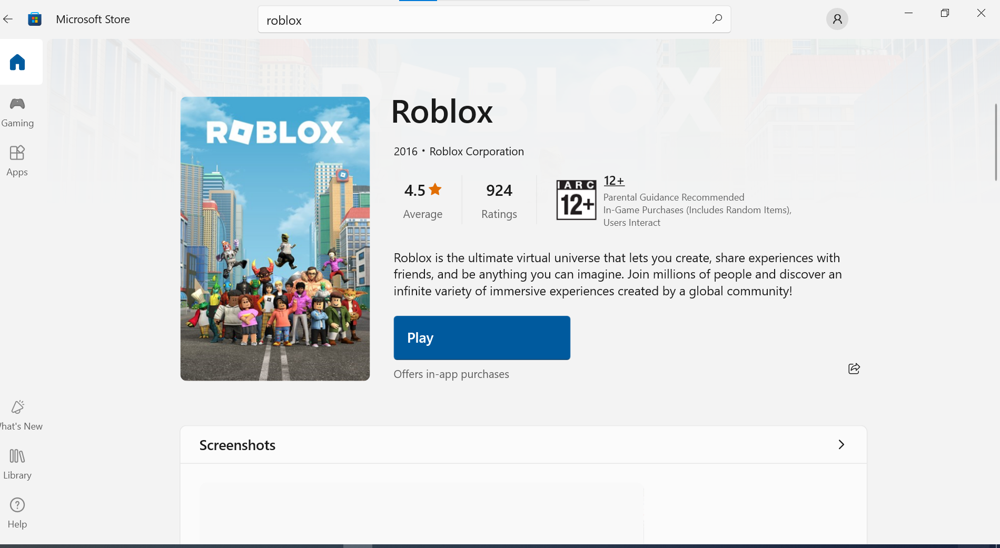 Microsoft Store
roblox
Gaming
Apps
What's New
Library
Help
ROBLOX
ROBLOX
Roblox
2016 • Roblox Corporation
4.5
Average
924
Ratings
IARC
12+
12+
Parental Guidance Recommended
In-Game Purchases (Includes Random Items),
Users Interact
Roblox is the ultimate virtual universe that lets you create, share experiences with
friends, and be anything you can imagine. Join millions of people and discover an
infinite variety of immersive experiences created by a global community!
Play
Offers in-app purchases
Screenshots